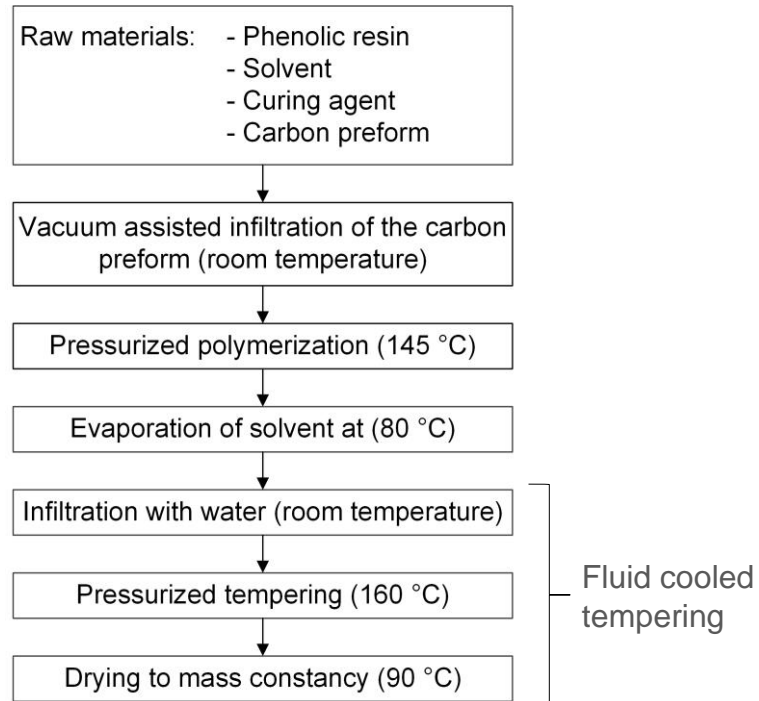 Raw materials: - Phenolic resin
- Solvent
- Curing agent
- Carbon preform
Vacuum assisted infiltration of the carbon
preform (room temperature)
Pressurized polymerization (145 °C)
Evaporation of solvent at (80 °C)
Infiltration with water (room temperature)
Pressurized tempering (160 °C)
Drying to mass constancy (90 °C)
Fluid cooled
tempering